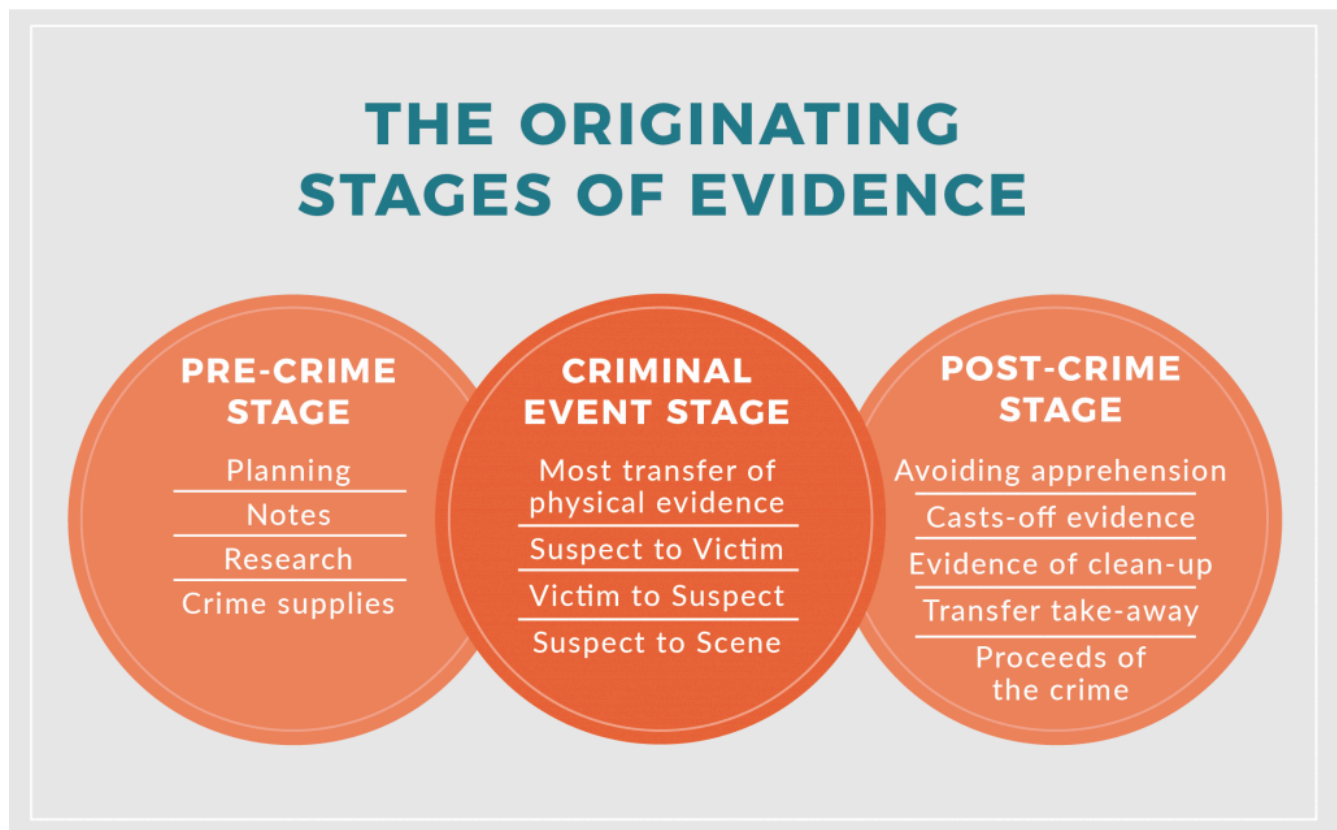 THE ORIGINATING
STAGES OF EVIDENCE
PRE-CRIME
STAGE
Planning
Notes
Research
Crime supplies
CRIMINAL
EVENT STAGE
Most transfer of
physical evidence
Suspect to Victim
Victim to Suspect
Suspect to Scene
POST-CRIME
STAGE
Avoiding apprehension
Casts-off evidence
Evidence of clean-up
Transfer take-away
Proceeds of
the crime